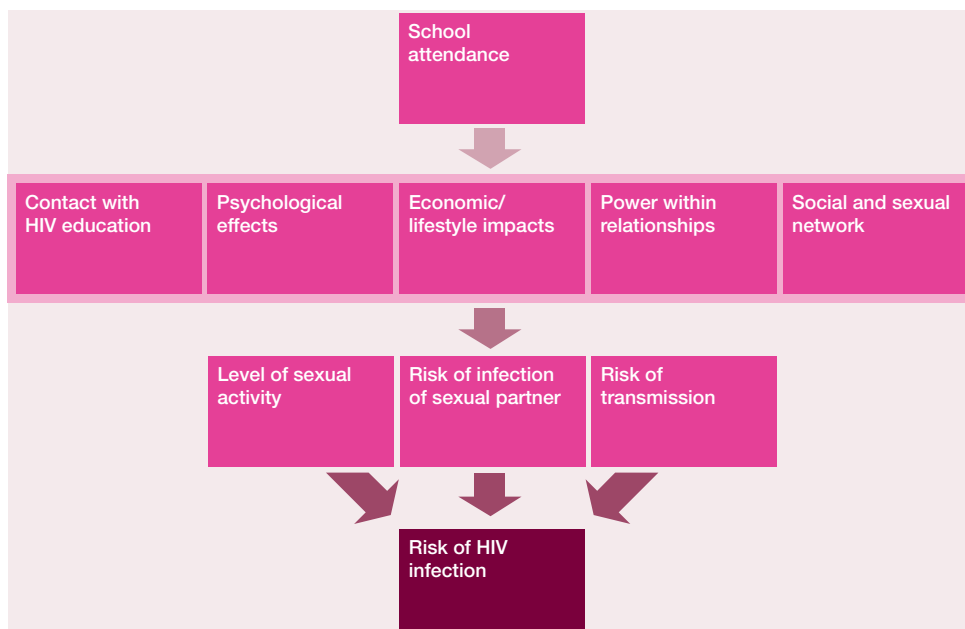 School
attendance
Contact with
HIV education
Psychological
effects
Economic/
lifestyle impacts
Power within
relationships
Social and sexual
network
Level of sexual
activity
Risk of infection
of sexual partner
Risk of
transmission
Risk of HIV
infection